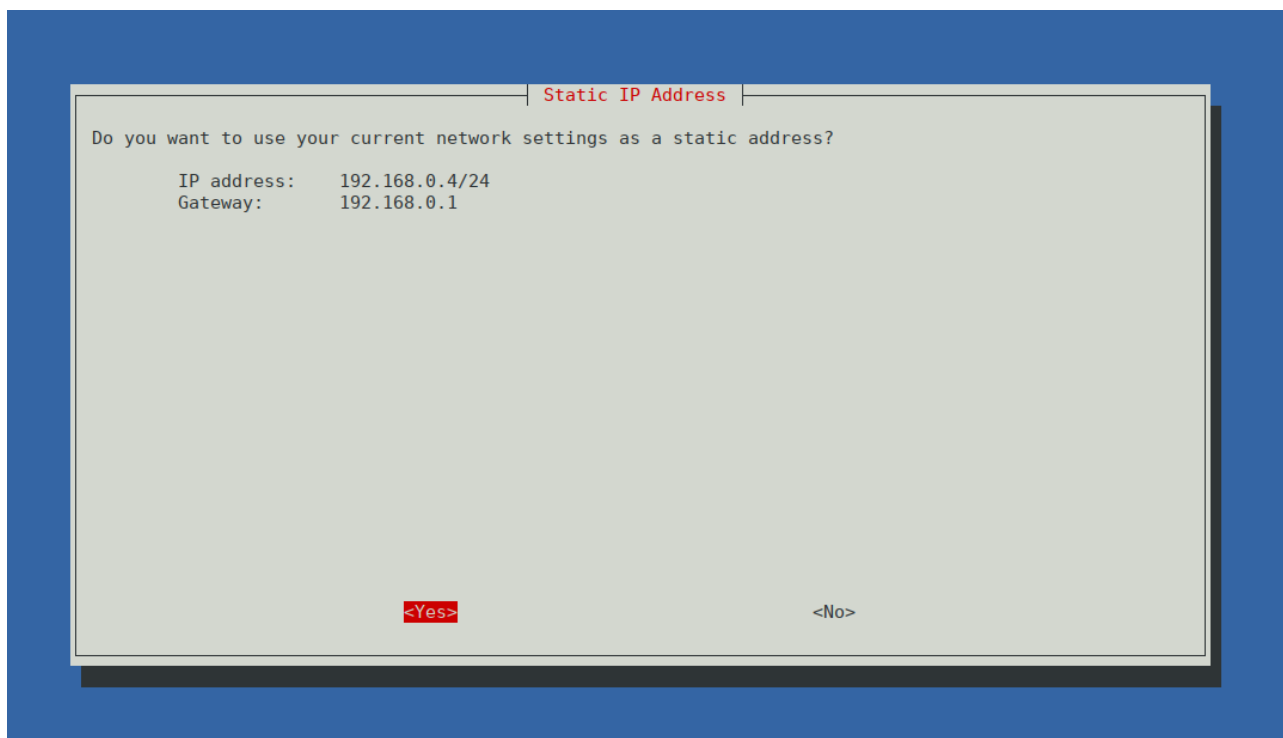 Static IP Address
Do you want to use your current network settings as a static address?
IP address: 192.168.0.4/24
Gateway: 192.168.0.1
<Yes> <No>